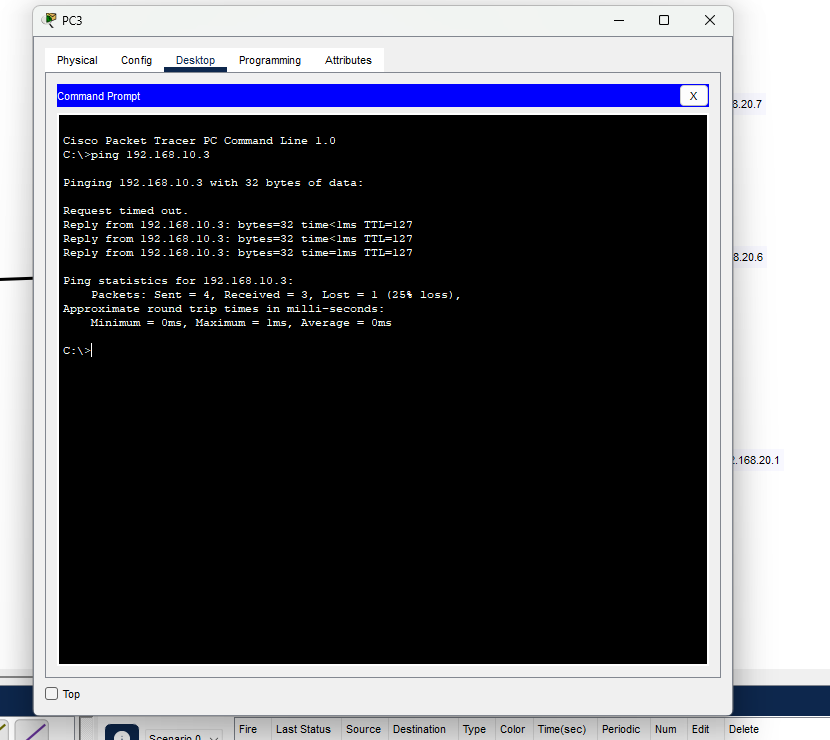 PC3
Physical Config Desktop Programming Attributes
Command Prompt X
Cisco Packet Tracer PC Command Line 1.0
C:\>ping 192.168.10.3
Pinging 192.168.10.3 with 32 bytes of data:
Request timed out.
Reply from 192.168.10.3: bytes=32 time<1ms TTL=127
Reply from 192.168.10.3: bytes=32 time<1ms TTL=127
Reply from 192.168.10.3: bytes=32 time=1ms TTL=127
Ping statistics for 192.168.10.3:
Packets: Sent = 4, Received = 3, Lost = 1 (25% loss),
Approximate round trip times in milli-seconds:
Minimum = 0ms, Maximum = 1ms, Average = 0ms
C:\>
8.20.7
8.20.6
.168.20.1
Top
Scenario 0
Fire Last Status Source Destination Type Color Time(sec) Periodic Num Edit Delete